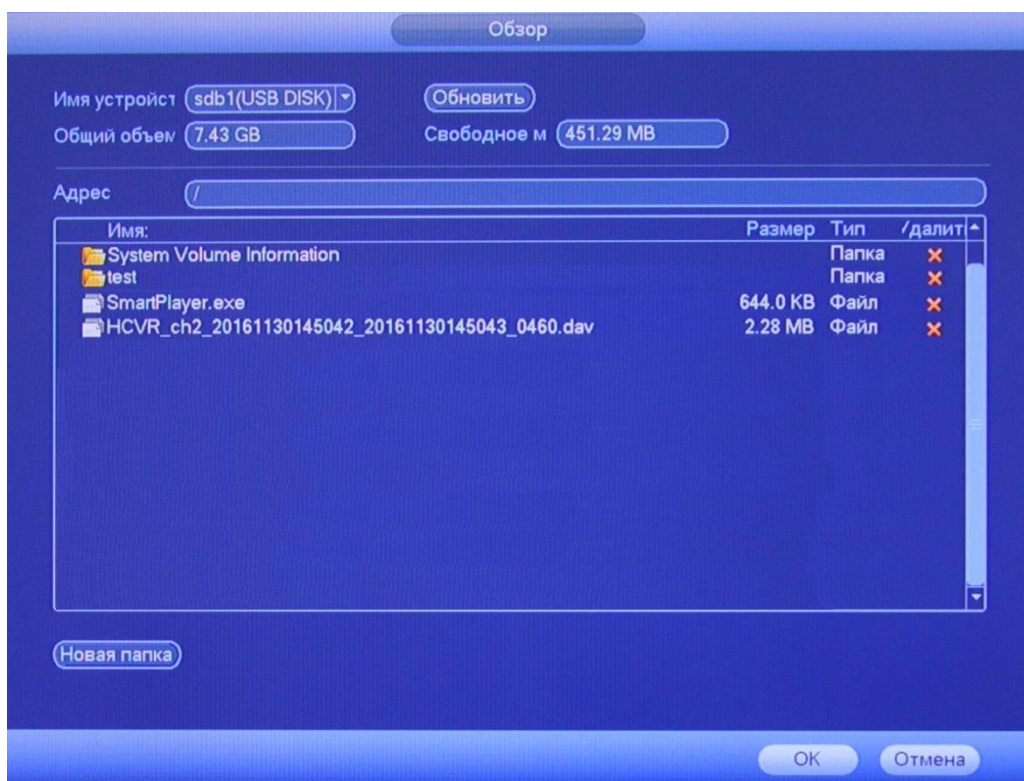 Обзор
Имя устройст sdb1(USB DISK) Обновить
Общий объем 7.43 GB Свободное м 451.29 MB
Адрес /
Имя: Размер Тип /далит
System Volume Information Папка
test Папка
SmartPlayer.exe 644.0 KB Файл
HCVR_ch2_20161130145042_20161130145043_0460.dav 2.28 MB Файл
Новая папка
OK Отмена